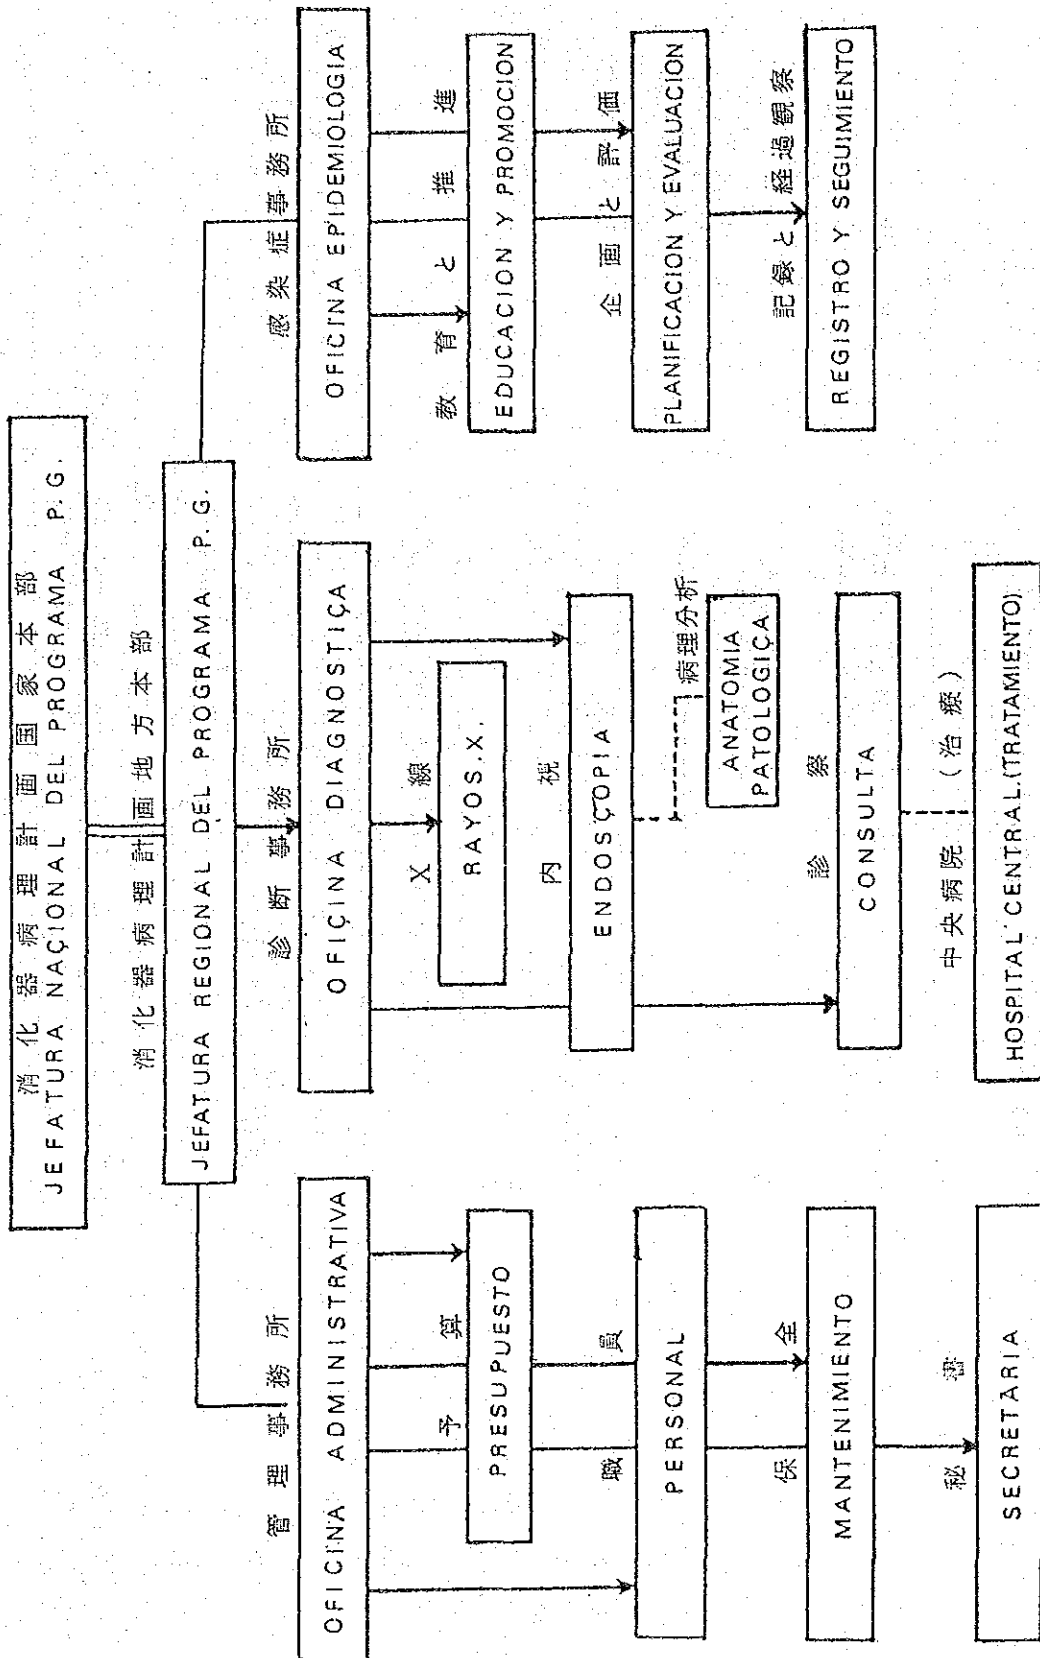 消化器病理計画国家本部
JEFATURA NAÇIONAL DEL PROGRAMA P.G.
消化器病理計画地方本部
JEFATURA REGIONAL DEL PROGRAMA P.G.
管理事務所
OFICINA ADMINISTRATIVA
予算
PRESUPUESTO
職員
PERSONAL
保全
MANTENIMIENTO
秘書
SECRETARIA
診断事務所
OFIÇINA DIAGNOSTIÇA
X線
RAYOS.X.
内視
ENDOSÇOPIA
病理分析
ANATOMIA
PATOLOGIÇA
診察
CONSULTA
中央病院(治療)
HOSPITAL CENTRAL.(TRATAMIENTO)
感染症事務所
OFICINA EPIDEMIOLOGIA
教育と推進
EDUCACION Y PROMOCION
企画と評価
PLANIFICACION Y EVALUACION
記録と経過観察
REGISTRO Y SEGUIMIENTO